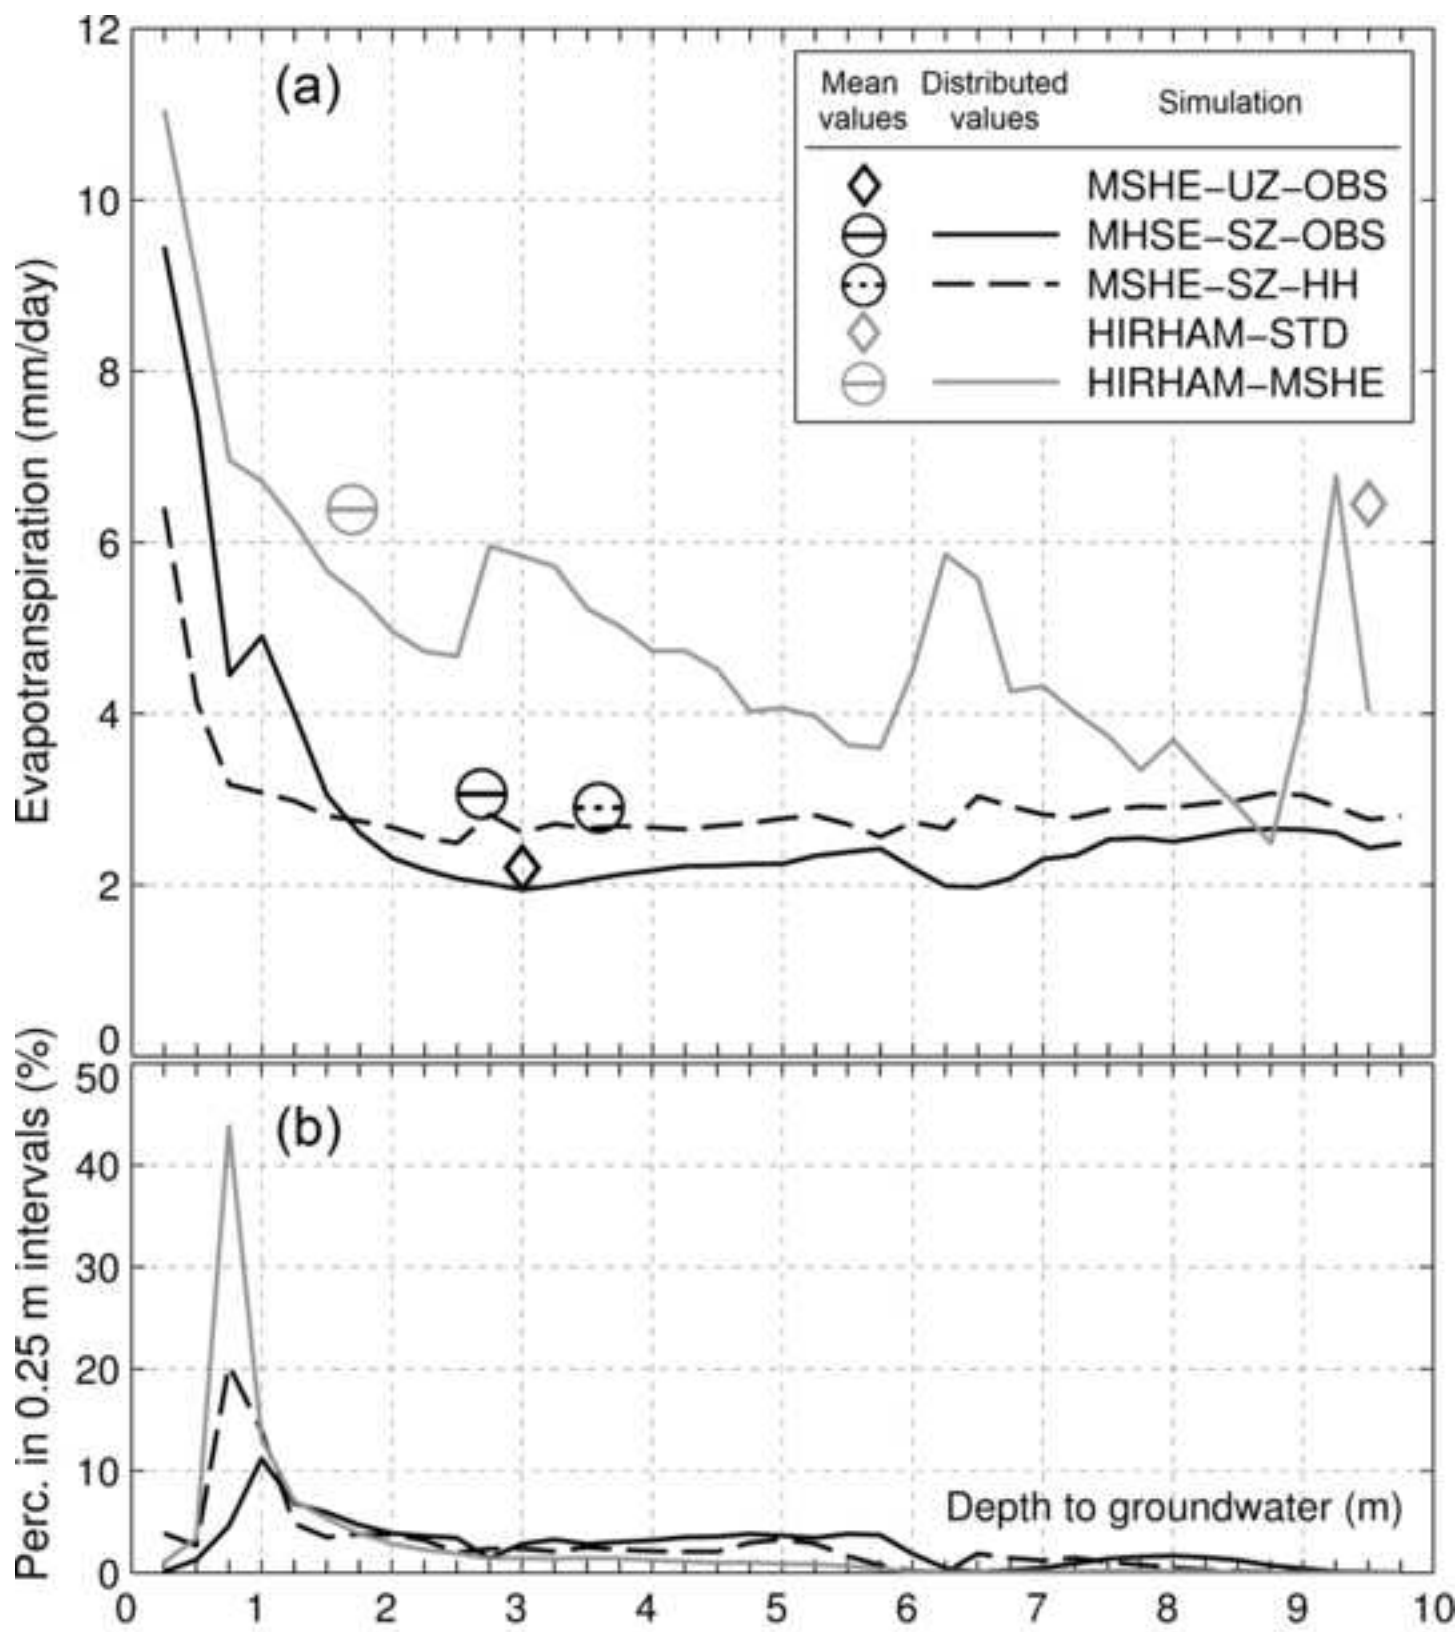 12
10
8
6
4
2
0
Evapotranspiration (mm/day)
(a)
Mean Distributed
values values Simulation
MSHE-UZ-OBS
MHSE-SZ-OBS
MSHE-SZ-HH
HIRHAM-STD
HIRHAM-MSHE
50
40
30
20
10
0
Perc. in 0.25 m intervals (%)
(b)
Depth to groundwater (m)
0 1 2 3 4 5 6 7 8 9 10